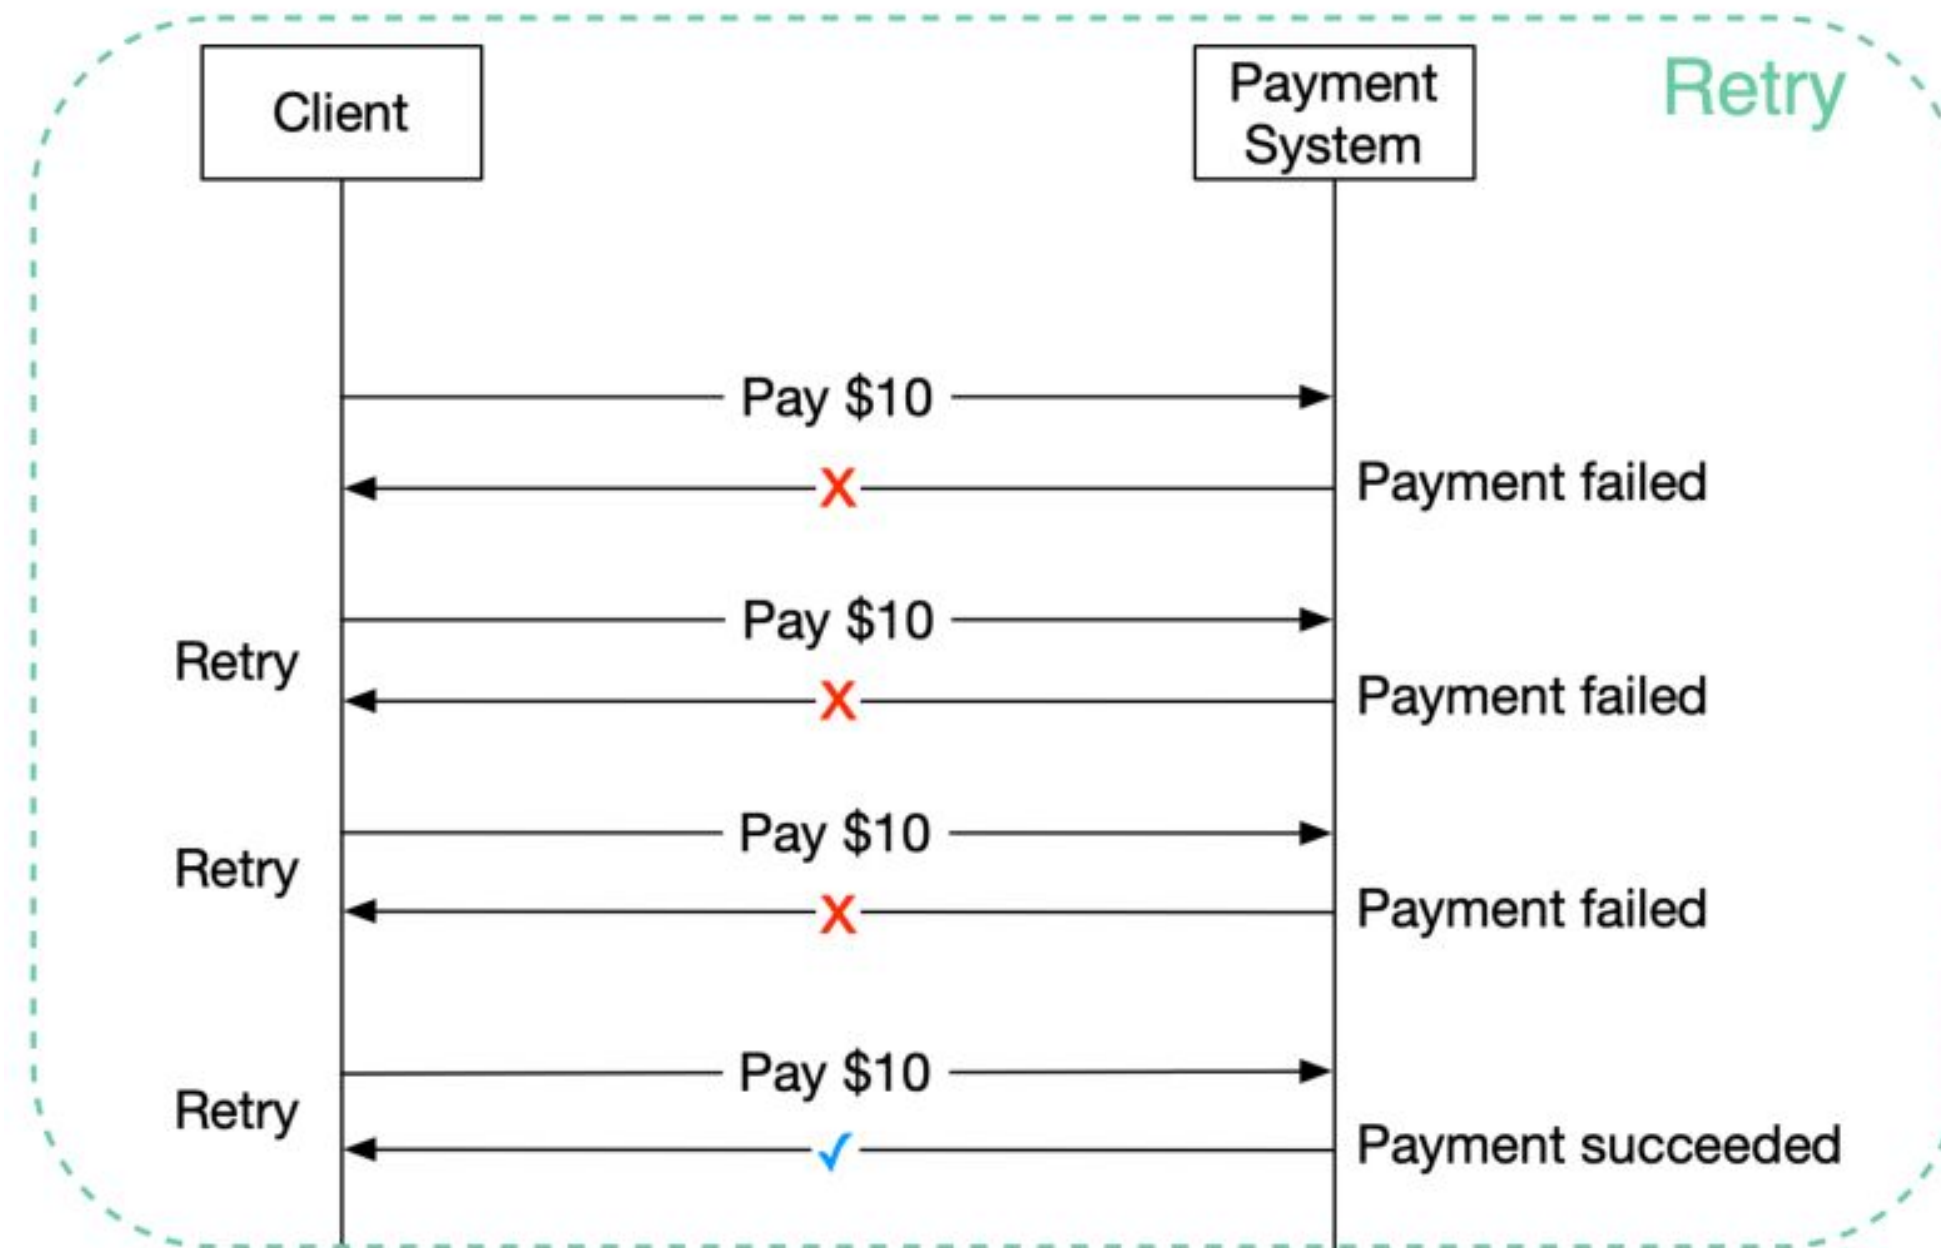 Client
Payment
System
Retry
Pay $10
X
Payment failed
Pay $10
Retry
X
Payment failed
Pay $10
Retry
X
Payment failed
Pay $10
Retry
Payment succeeded